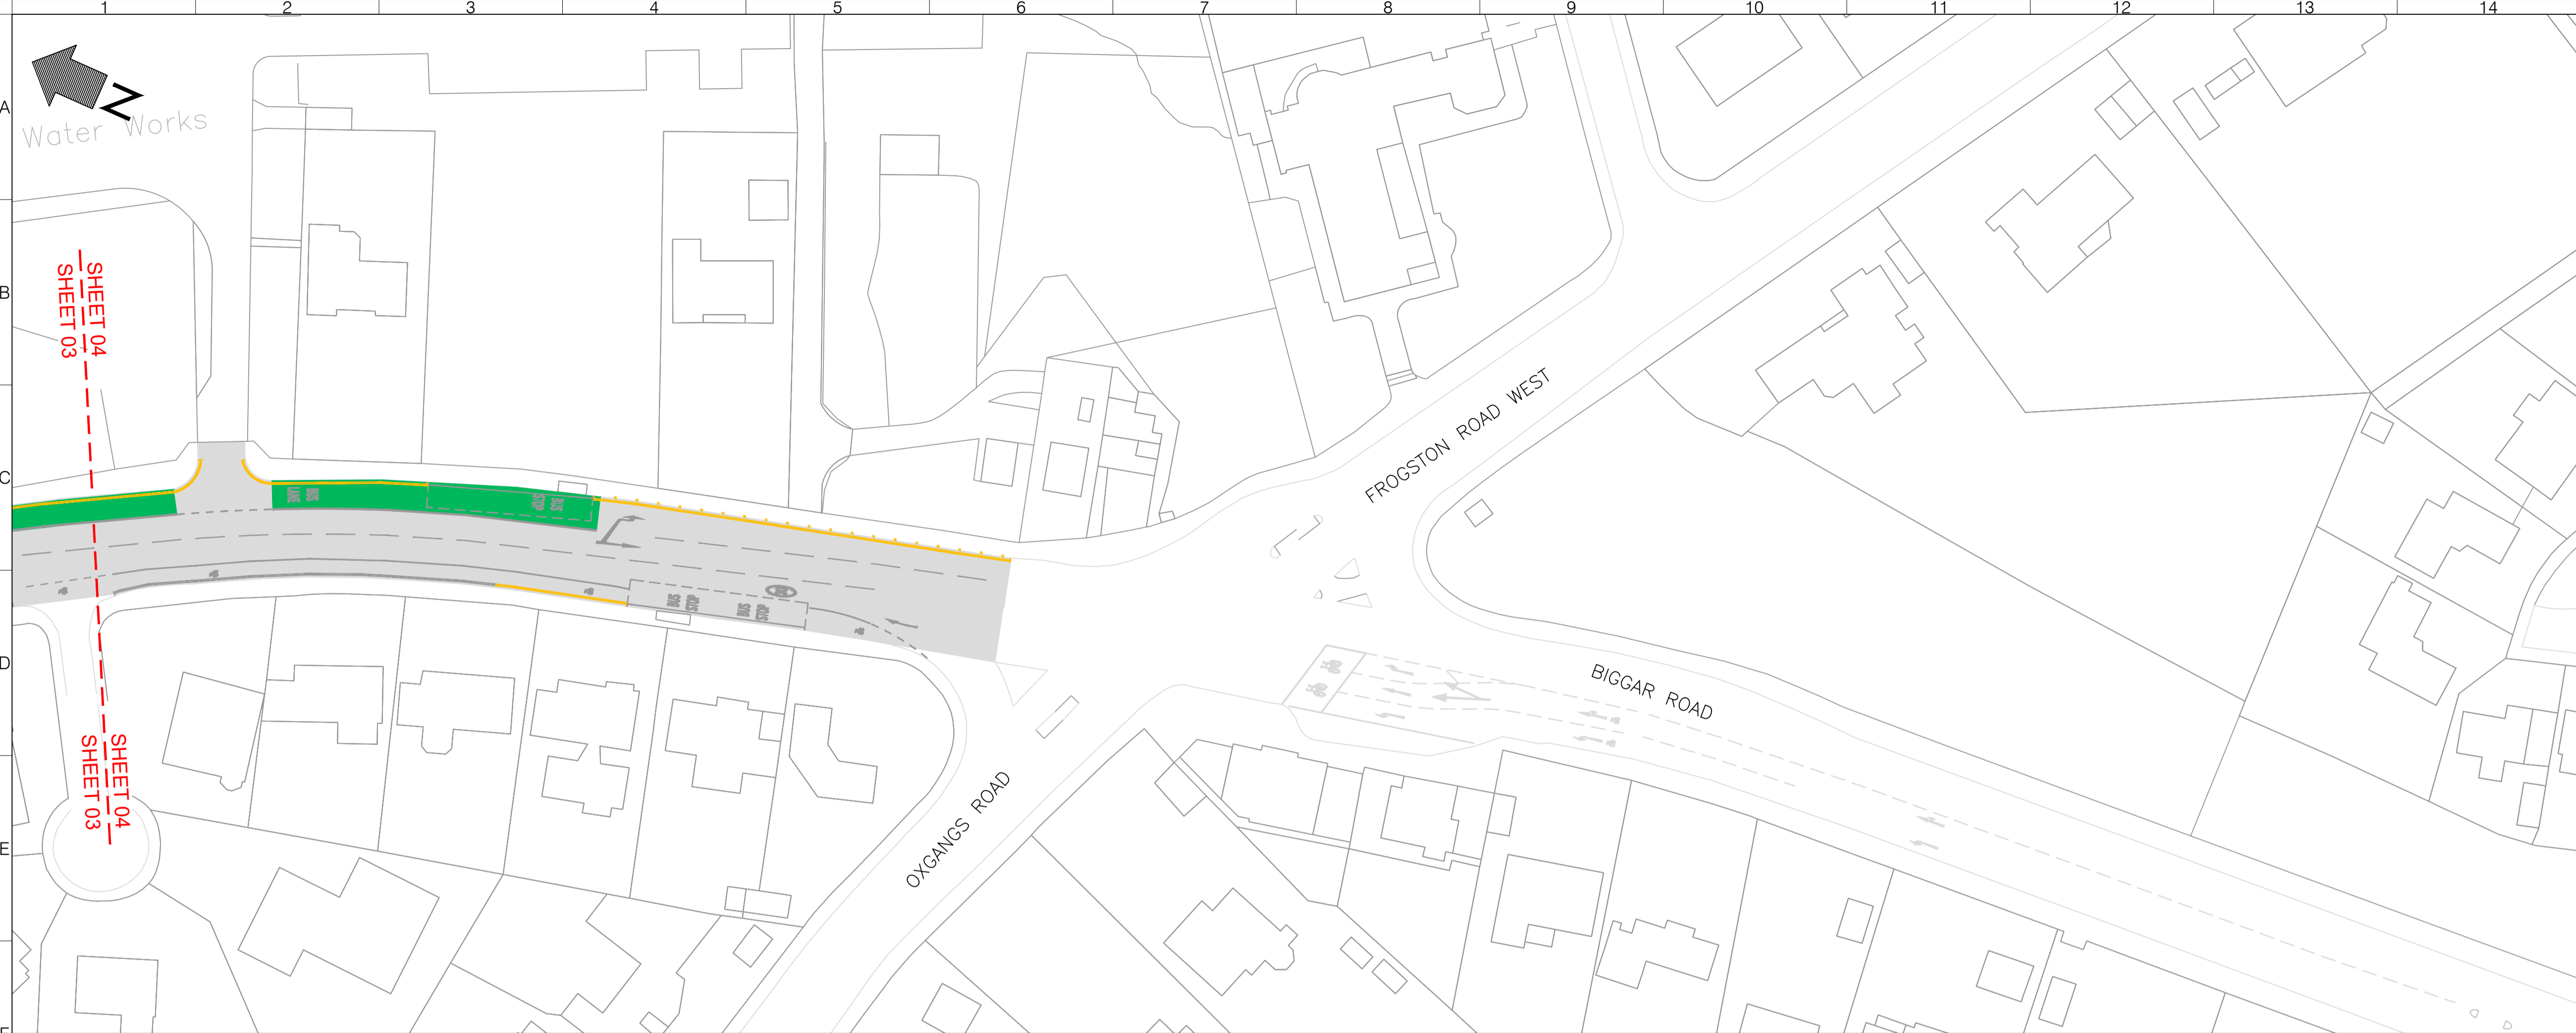 1 2 3 4 5 6 7 8 9 10 11 12 13 14
A
B
C
D
E
N
Water Works
SHEET 04
SHEET 03
BUS
LANE
BUS
STOP
BUS
STOP
BUS
STOP
SHEET 04
SHEET 03
FROGSTON ROAD WEST
BIGGAR ROAD
OXGANGS ROAD